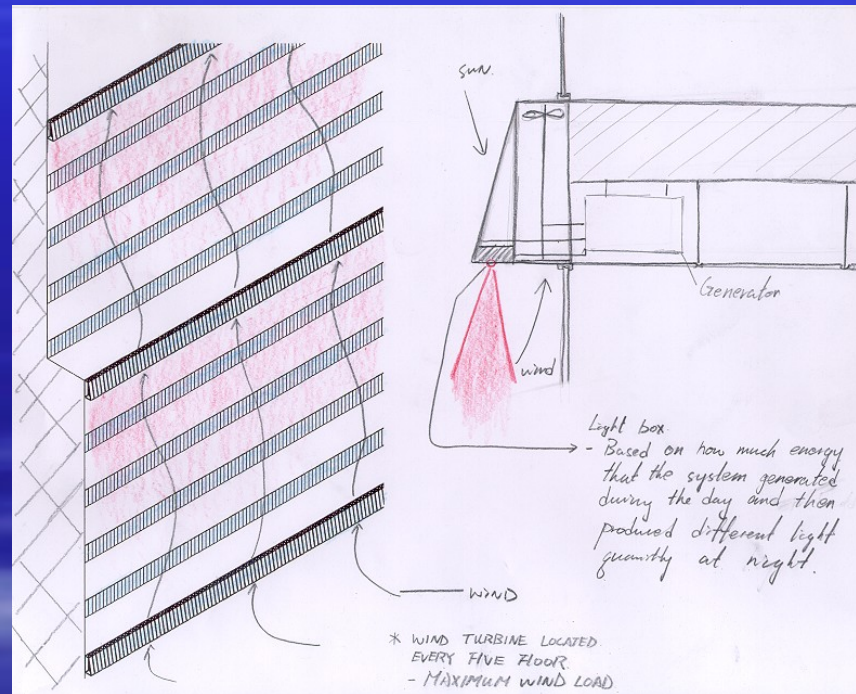 SUN.
Generator
wind
Light box.
- Based on how much energy
that the system generated
during the day and then
produced different light
quantity at night.
WIND
* WIND TURBINE LOCATED
EVERY FIVE FLOOR.
- MAXIMUM WIND LOAD